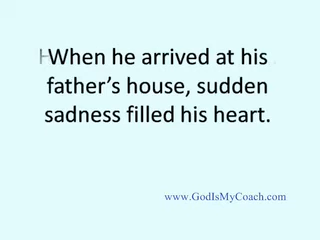 When he arrived at his
father’s house, sudden
sadness filled his heart.
www.GodIsMyCoach.com